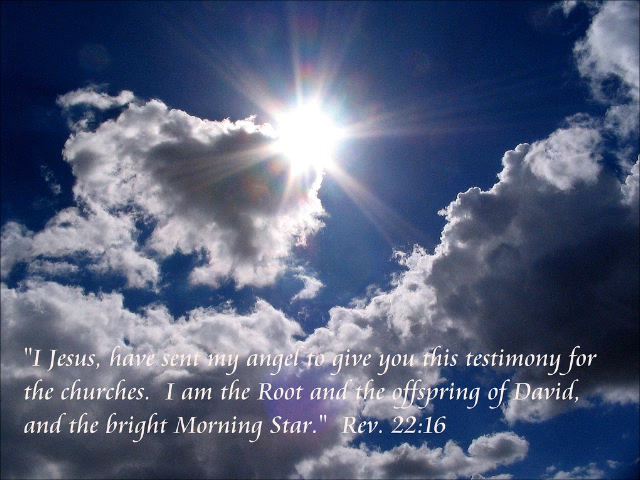 "I Jesus, have sent my angel to give you this testimony for
the churches.  I am the Root and the offspring of David,
and the bright Morning Star."  Rev. 22:16